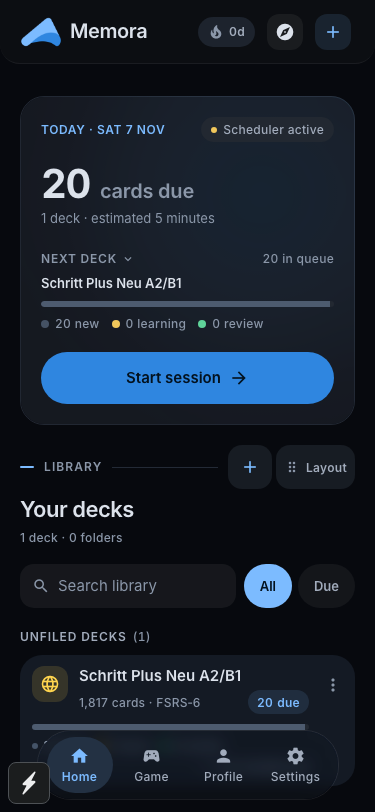 Memora
0d
TODAY · SAT 7 NOV
Scheduler active
20 cards due
1 deck · estimated 5 minutes
NEXT DECK
20 in queue
Schritt Plus Neu A2/B1
20 new
0 learning
0 review
Start session
LIBRARY
Layout
Your decks
1 deck · 0 folders
Search library
All
Due
UNFILED DECKS (1)
Schritt Plus Neu A2/B1
1,817 cards · FSRS-6
20 due
Home
Game
Profile
Settings